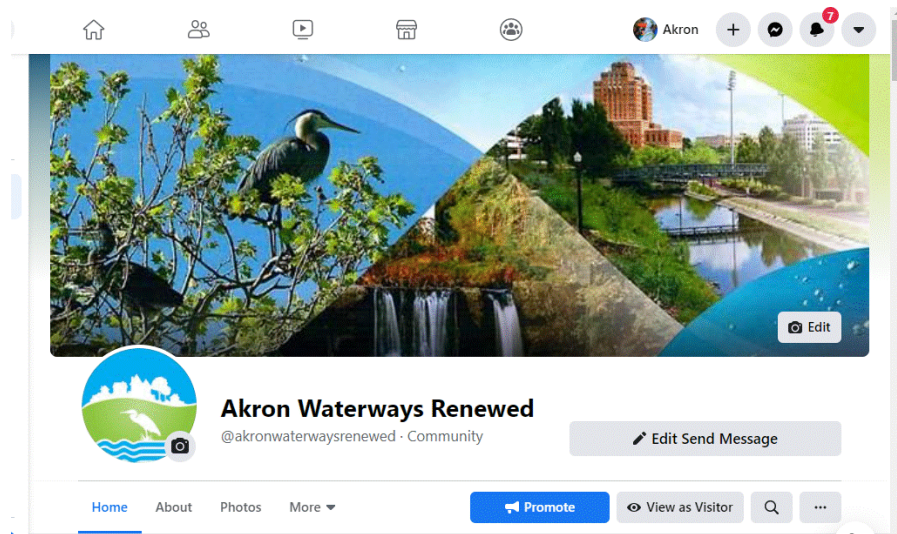 Akron
7
Edit
Akron Waterways Renewed
@akronwaterwaysrenewed · Community
Edit Send Message
Home About Photos More
Promote View as Visitor